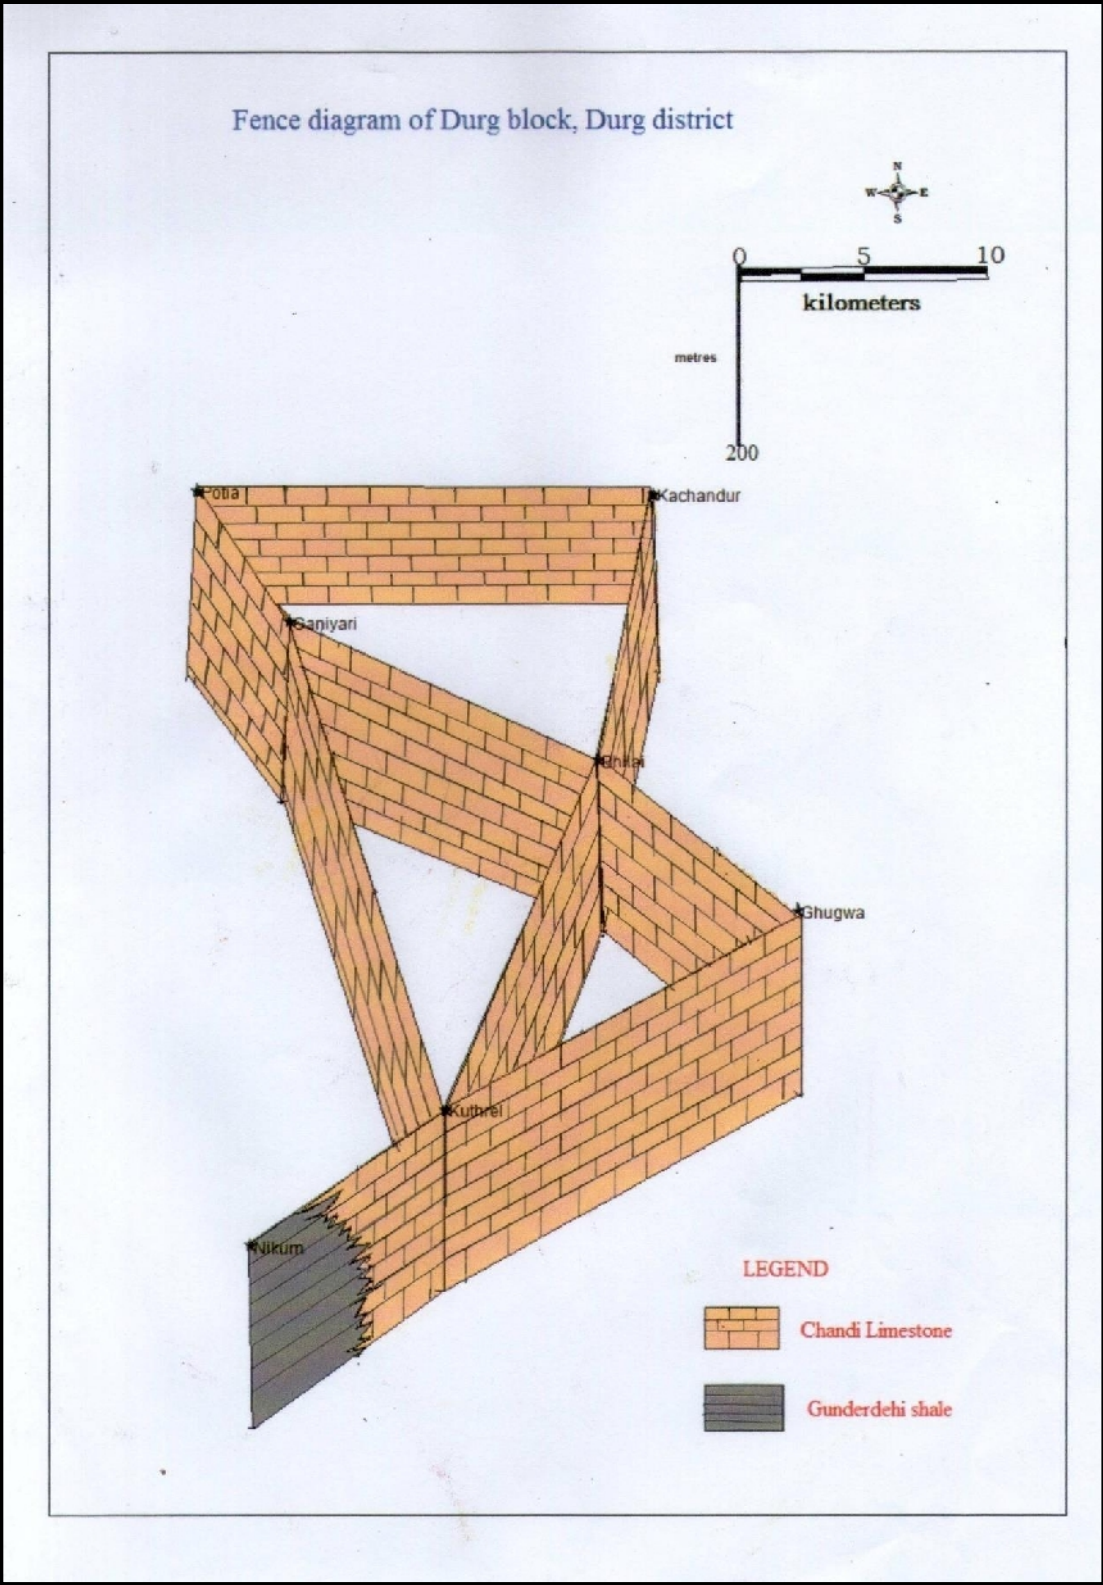 Fence diagram of Durg block, Durg district
N
W E
S
0 5 10
kilometers
metres
200
Potia
Kachandur
Ganiyari
Bhilai
Ghugwa
Kuthrel
Nikum
LEGEND
Chandi Limestone
Gunderdehi shale